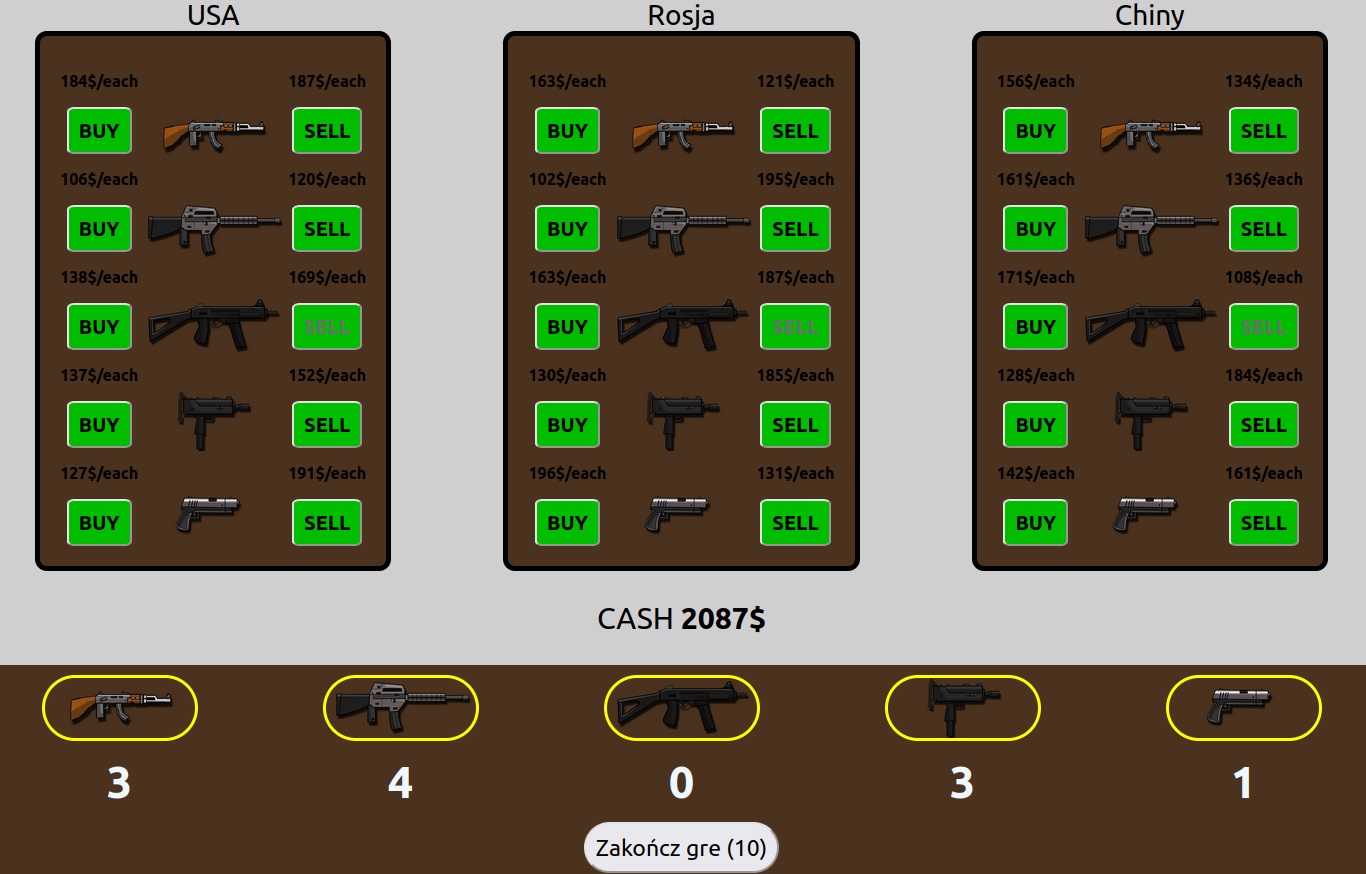 USA Rosja Chiny
184$/each 187$/each 163$/each 121$/each 156$/each 134$/each
BUY SELL BUY SELL BUY SELL
106$/each 120$/each 102$/each 195$/each 161$/each 136$/each
BUY SELL BUY SELL BUY SELL
138$/each 169$/each 163$/each 187$/each 171$/each 108$/each
BUY SELL BUY SELL BUY SELL
137$/each 152$/each 130$/each 185$/each 128$/each 184$/each
BUY SELL BUY SELL BUY SELL
127$/each 191$/each 196$/each 131$/each 142$/each 161$/each
BUY SELL BUY SELL BUY SELL
CASH 2087$
3 4 0 3 1
Zakończ gre (10)